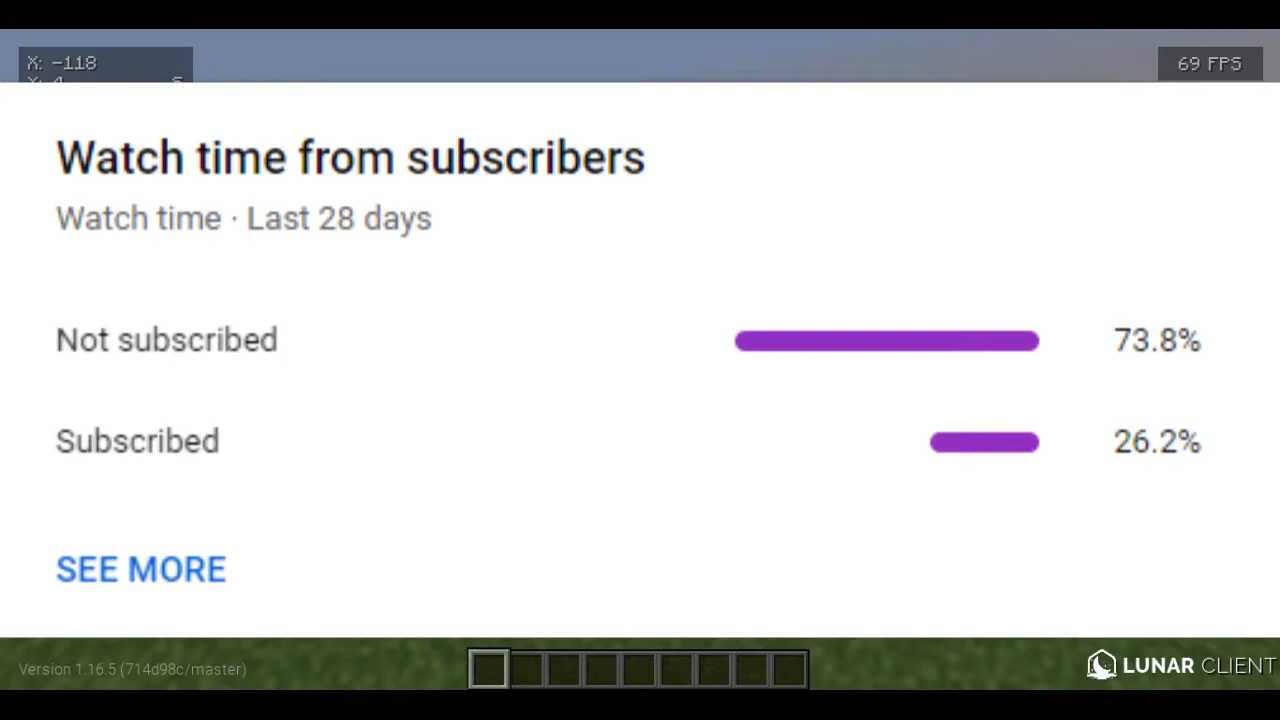 X: -118
69 FPS
Watch time from subscribers
Watch time · Last 28 days
Not subscribed 73.8%
Subscribed 26.2%
SEE MORE
Version 1.16.5 (714d98c/master)
LUNAR CLIENT